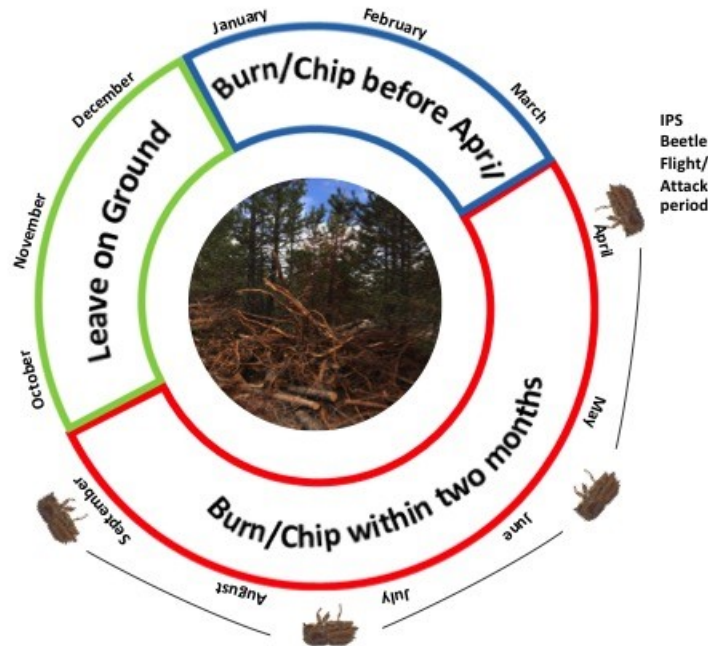 January
February
March
April
May
June
July
August
September
October
November
December
Burn/Chip before April
Burn/Chip within two months
Leave on Ground
IPS
Beetle
Flight/
Attack
period